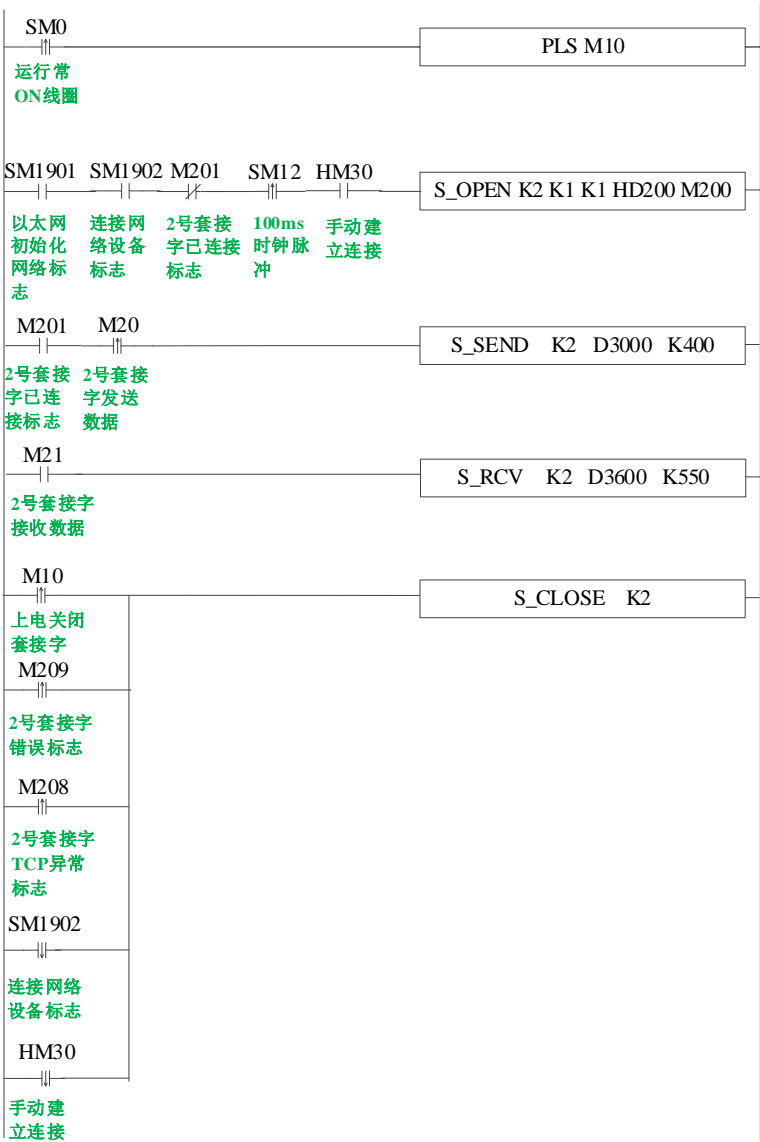 SM0
PLS M10
运行常
ON线圈
SM1901 SM1902 M201 SM12 HM30
S_OPEN K2 K1 K1 HD200 M200
以太网
初始化
网络标
志
连接网
络设备
标志
2号套接
字已连接
标志
100ms
时钟脉
冲
手动建
立连接
M201 M20
S_SEND K2 D3000 K400
2号套接
字已连
接标志
2号套接
字发送
数据
M21
S_RCV K2 D3600 K550
2号套接字
接收数据
M10
S_CLOSE K2
上电关闭
套接字
M209
2号套接字
错误标志
M208
2号套接字
TCP异常
标志
SM1902
连接网络
设备标志
HM30
手动建
立连接